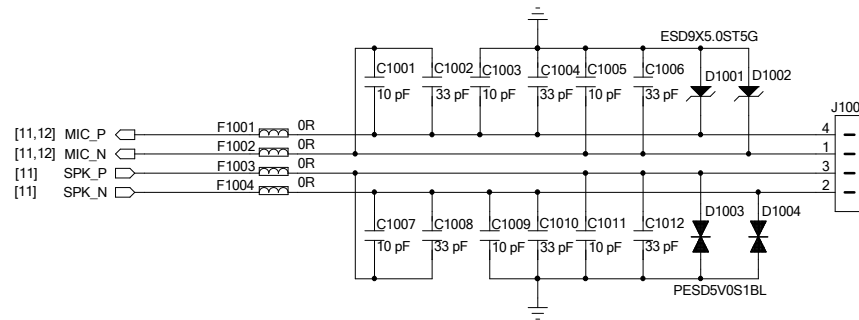 ESD9X5.0ST5G
C1001 C1002 C1003 C1004 C1005 C1006 D1001 D1002
10 pF 33 pF 10 pF 33 pF 10 pF 33 pF
J100
[11,12] MIC_P F1001 0R 4
[11,12] MIC_N F1002 0R 1
[11] SPK_P F1003 0R 3
[11] SPK_N F1004 0R 2
C1007 C1008 C1009 C1010 C1011 C1012 D1003 D1004
10 pF 33 pF 10 pF 33 pF 10 pF 33 pF
PESD5V0S1BL